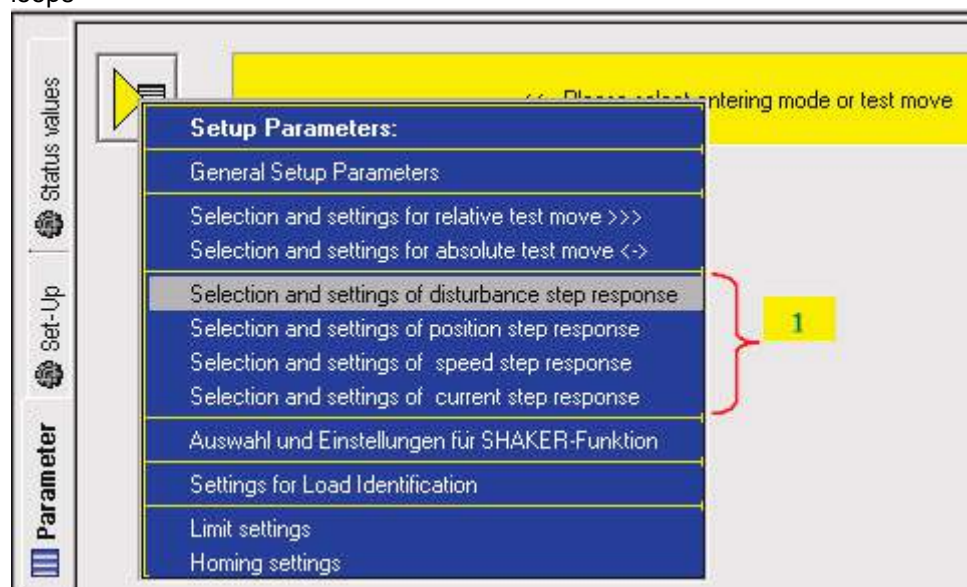 loops
Status values
Set-Up
Parameter
<<- Please select entering mode or test move
Setup Parameters:
General Setup Parameters
Selection and settings for relative test move >>>
Selection and settings for absolute test move <->
Selection and settings of disturbance step response
Selection and settings of position step response
Selection and settings of speed step response
Selection and settings of current step response
1
Auswahl und Einstellungen für SHAKER-Funktion
Settings for Load Identification
Limit settings
Homing settings